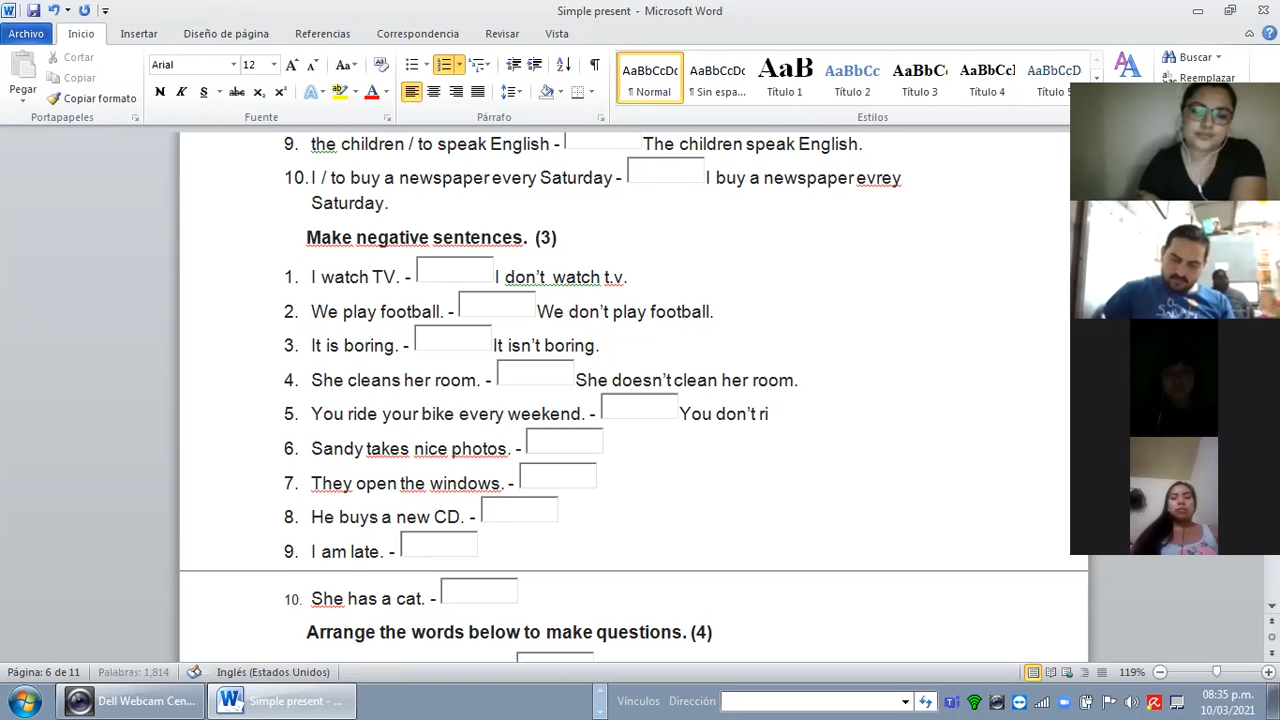 Simple present - Microsoft Word
Archivo Inicio Insertar Diseño de página Referencias Correspondencia Revisar Vista
Cortar
Copiar
Copiar formato
Pegar
Arial 12
Buscar
Reemplazar
AaBbCcDc AaBbCcDc AaB AaBbCc AaBbC AaBbC AaBbCcD
¶ Normal ¶ Sin espa... Título 1 Título 2 Título 3 Título 4
Portapapeles Fuente Párrafo Estilos
9. the children / to speak English - The children speak English.
10. I / to buy a newspaper every Saturday - I buy a newspaper evrey
Saturday.
Make negative sentences. (3)
1. I watch TV. - I don't watch t.v.
2. We play football. - We don't play football.
3. It is boring. - It isn't boring.
4. She cleans her room. - She doesn't clean her room.
5. You ride your bike every weekend. - You don't ri
6. Sandy takes nice photos. -
7. They open the windows. -
8. He buys a new CD. -
9. I am late. -
10. She has a cat. -
Arrange the words below to make questions. (4)
Página: 6 de 11 Palabras: 1,814 Inglés (Estados Unidos) 119%
Dell Webcam Cen... Simple present - ... Vínculos Dirección
08:35 p.m.
10/03/2021